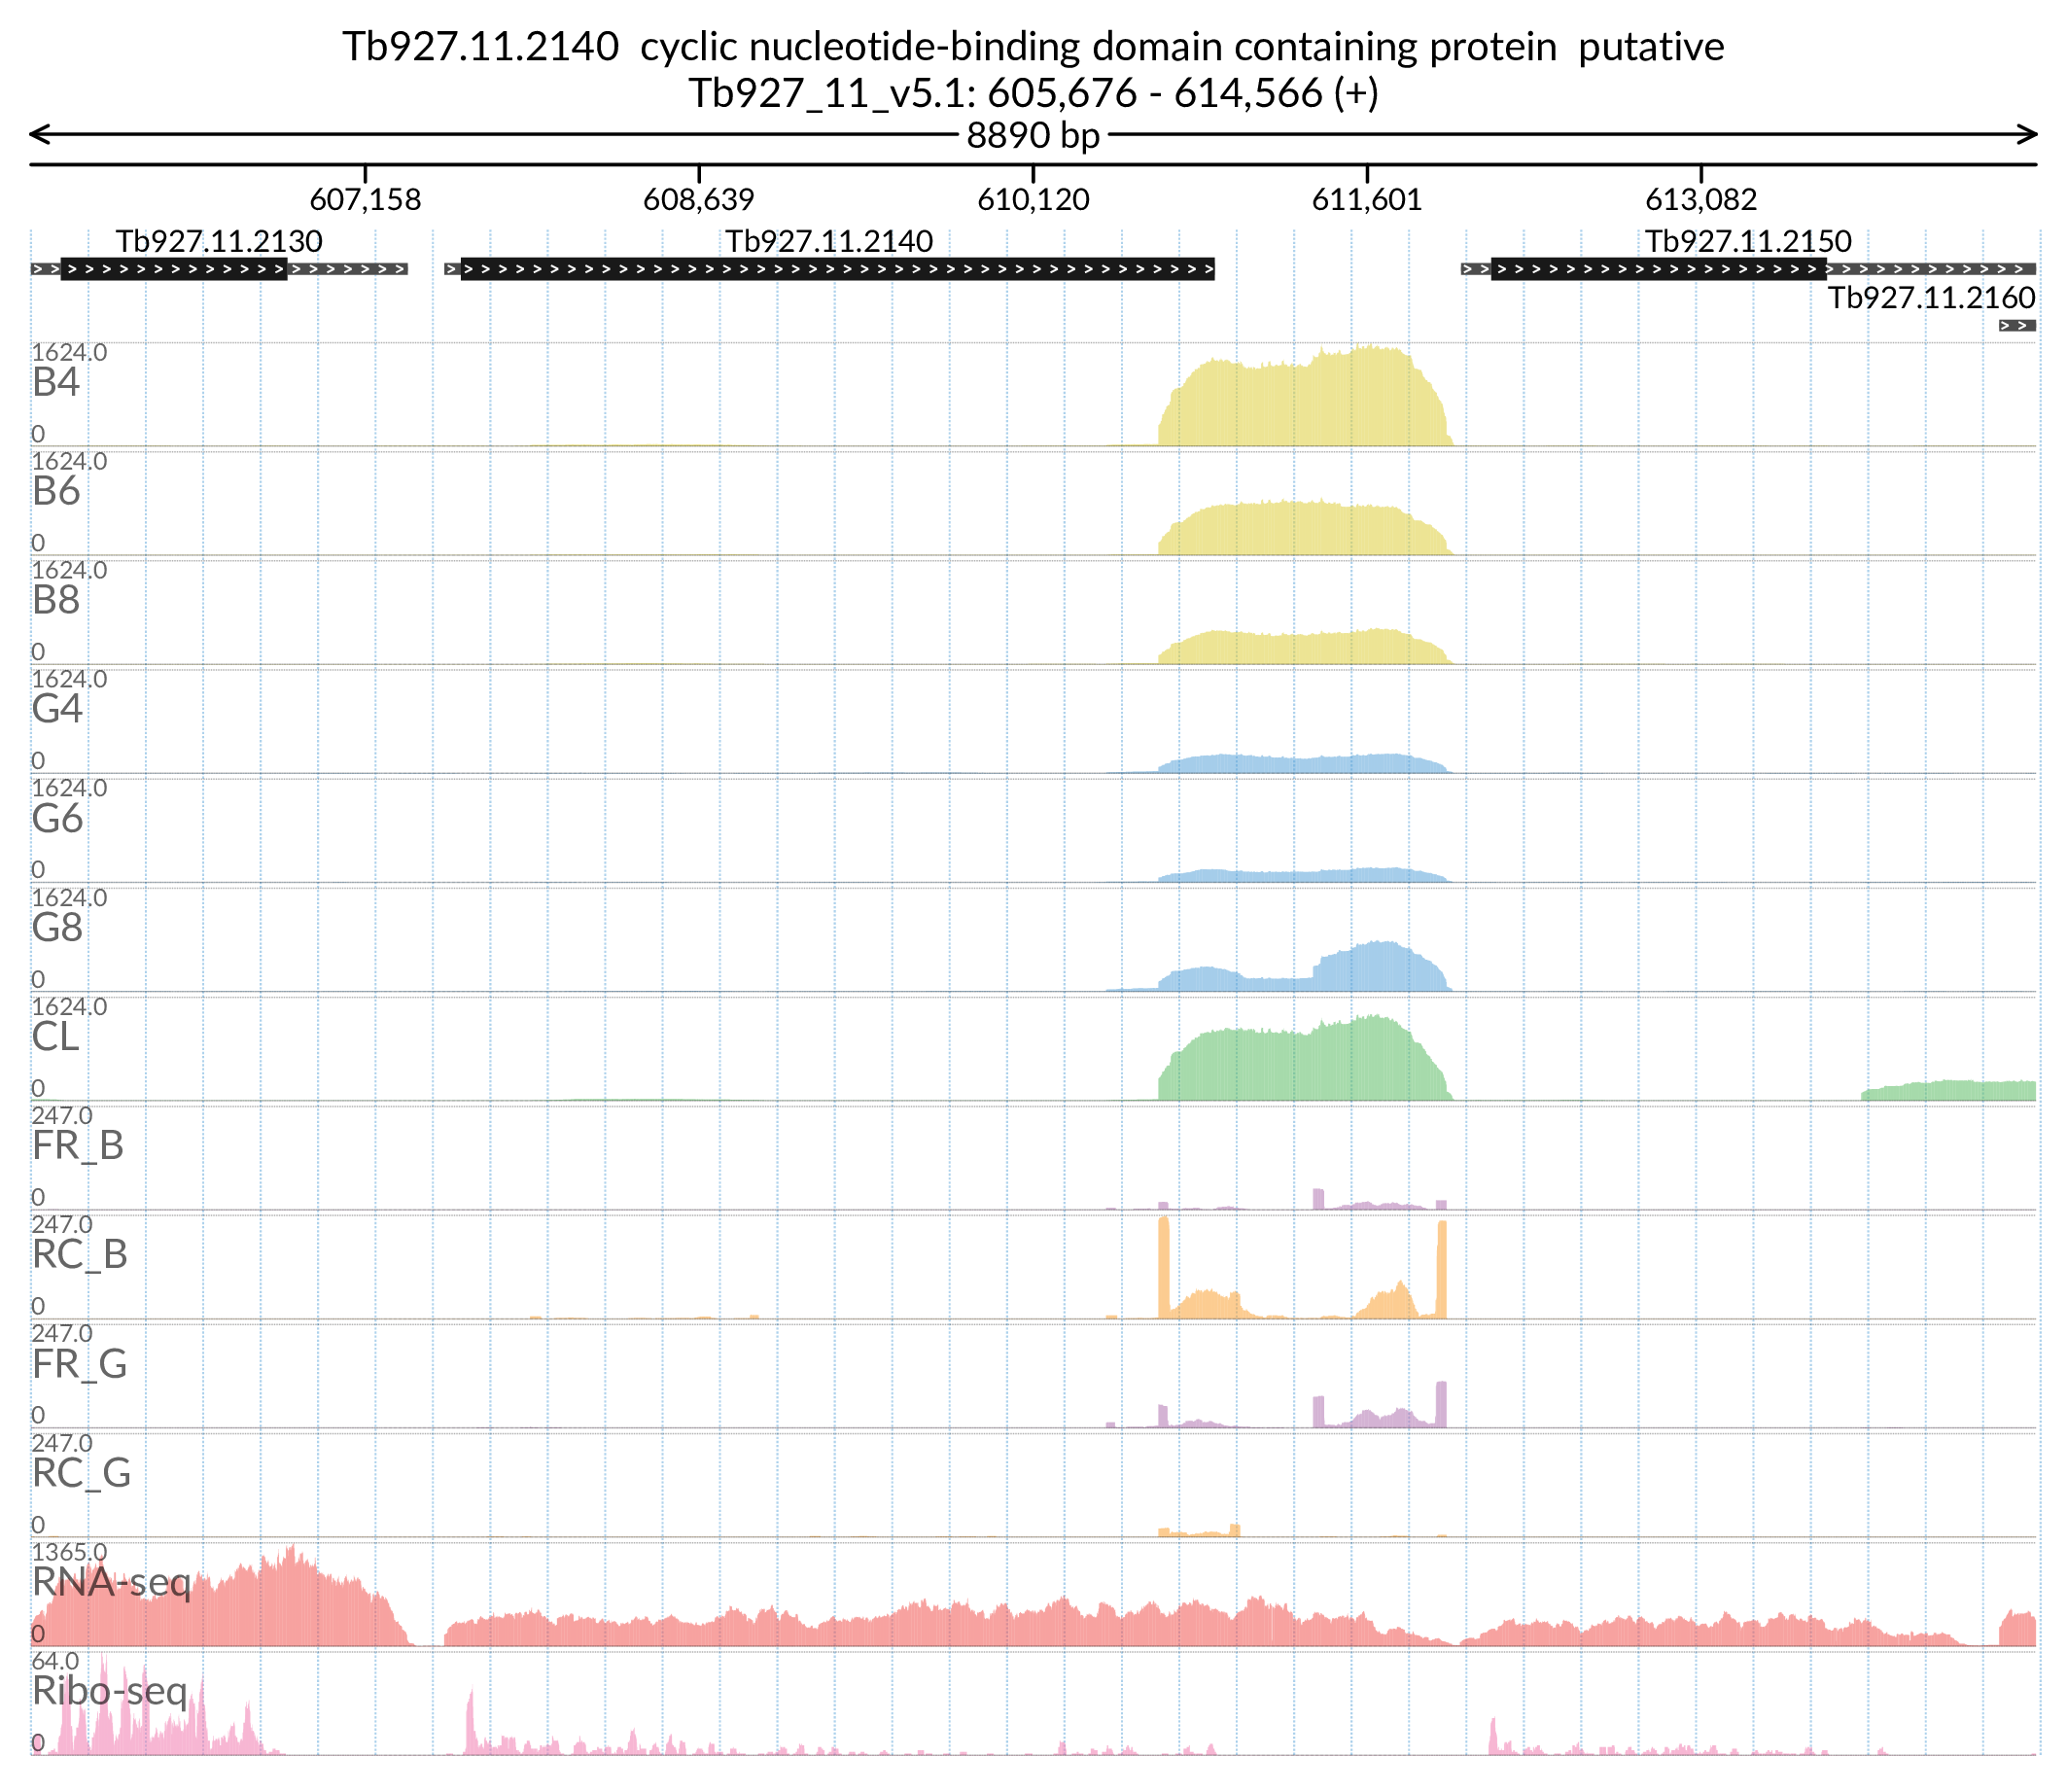 Tb927.11.2140  cyclic nucleotide-binding domain containing protein  putative
Tb927_11_v5.1: 605,676 - 614,566 (+)
8890 bp
607,158 608,639 610,120 611,601 613,082
Tb927.11.2130 Tb927.11.2140 Tb927.11.2150
Tb927.11.2160
1624.0
B4
0
1624.0
B6
0
1624.0
B8
0
1624.0
G4
0
1624.0
G6
0
1624.0
G8
0
1624.0
CL
0
247.0
FR_B
0
247.0
RC_B
0
247.0
FR_G
0
247.0
RC_G
0
1365.0
RNA-seq
0
64.0
Ribo-seq
0